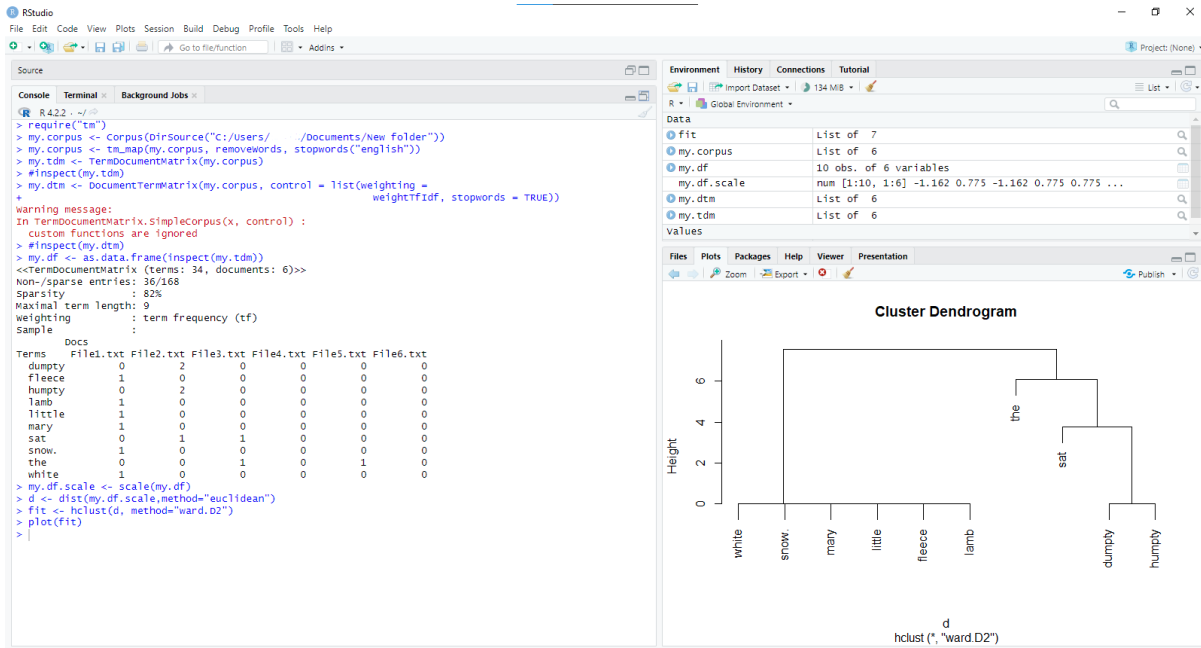 RStudio
File Edit Code View Plots Session Build Debug Profile Tools Help
Go to file/function Addins Project: (None)
Source
Console Terminal Background Jobs
R R 4.2.2 · ~/
> require("tm")
> my.corpus <- Corpus(DirSource("C:/Users/ /Documents/New folder"))
> my.corpus <- tm_map(my.corpus, removeWords, stopwords("english"))
> my.tdm <- TermDocumentMatrix(my.corpus)
> #inspect(my.tdm)
> my.dtm <- DocumentTermMatrix(my.corpus, control = list(weighting =
+ weightTfIdf, stopwords = TRUE))
Warning message:
In TermDocumentMatrix.SimpleCorpus(x, control) :
custom functions are ignored
> #inspect(my.dtm)
> my.df <- as.data.frame(inspect(my.tdm))
<<TermDocumentMatrix (terms: 34, documents: 6)>>
Non-/sparse entries: 36/168
Sparsity : 82%
Maximal term length: 9
Weighting : term frequency (tf)
Sample :
Docs
Terms File1.txt File2.txt File3.txt File4.txt File5.txt File6.txt
dumpty 0 2 0 0 0 0
fleece 1 0 0 0 0 0
humpty 0 2 0 0 0 0
lamb 1 0 0 0 0 0
little 1 0 0 0 0 0
mary 1 0 0 0 0 0
sat 0 1 1 0 0 0
snow. 1 0 0 0 0 0
the 0 0 1 0 1 0
white 1 0 0 0 0 0
> my.df.scale <- scale(my.df)
> d <- dist(my.df.scale,method="euclidean")
> fit <- hclust(d, method="ward.D2")
> plot(fit)
>
Environment History Connections Tutorial
Import Dataset 134 MiB List
R Global Environment
Data
fit List of 7
my.corpus List of 6
my.df 10 obs. of 6 variables
my.df.scale num [1:10, 1:6] -1.162 0.775 -1.162 0.775 0.775 ...
my.dtm List of 6
my.tdm List of 6
Values
Files Plots Packages Help Viewer Presentation
Zoom Export Publish
Cluster Dendrogram
Height
0 2 4 6
white
snow.
mary
little
fleece
lamb
the
sat
dumpty
humpty
d
hclust (*, "ward.D2")